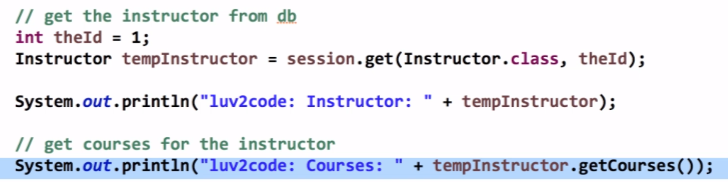 // get the instructor from db
int theId = 1;
Instructor tempInstructor = session.get(Instructor.class, theId);
System.out.println("luv2code: Instructor: " + tempInstructor);
// get courses for the instructor
System.out.println("luv2code: Courses: " + tempInstructor.getCourses());